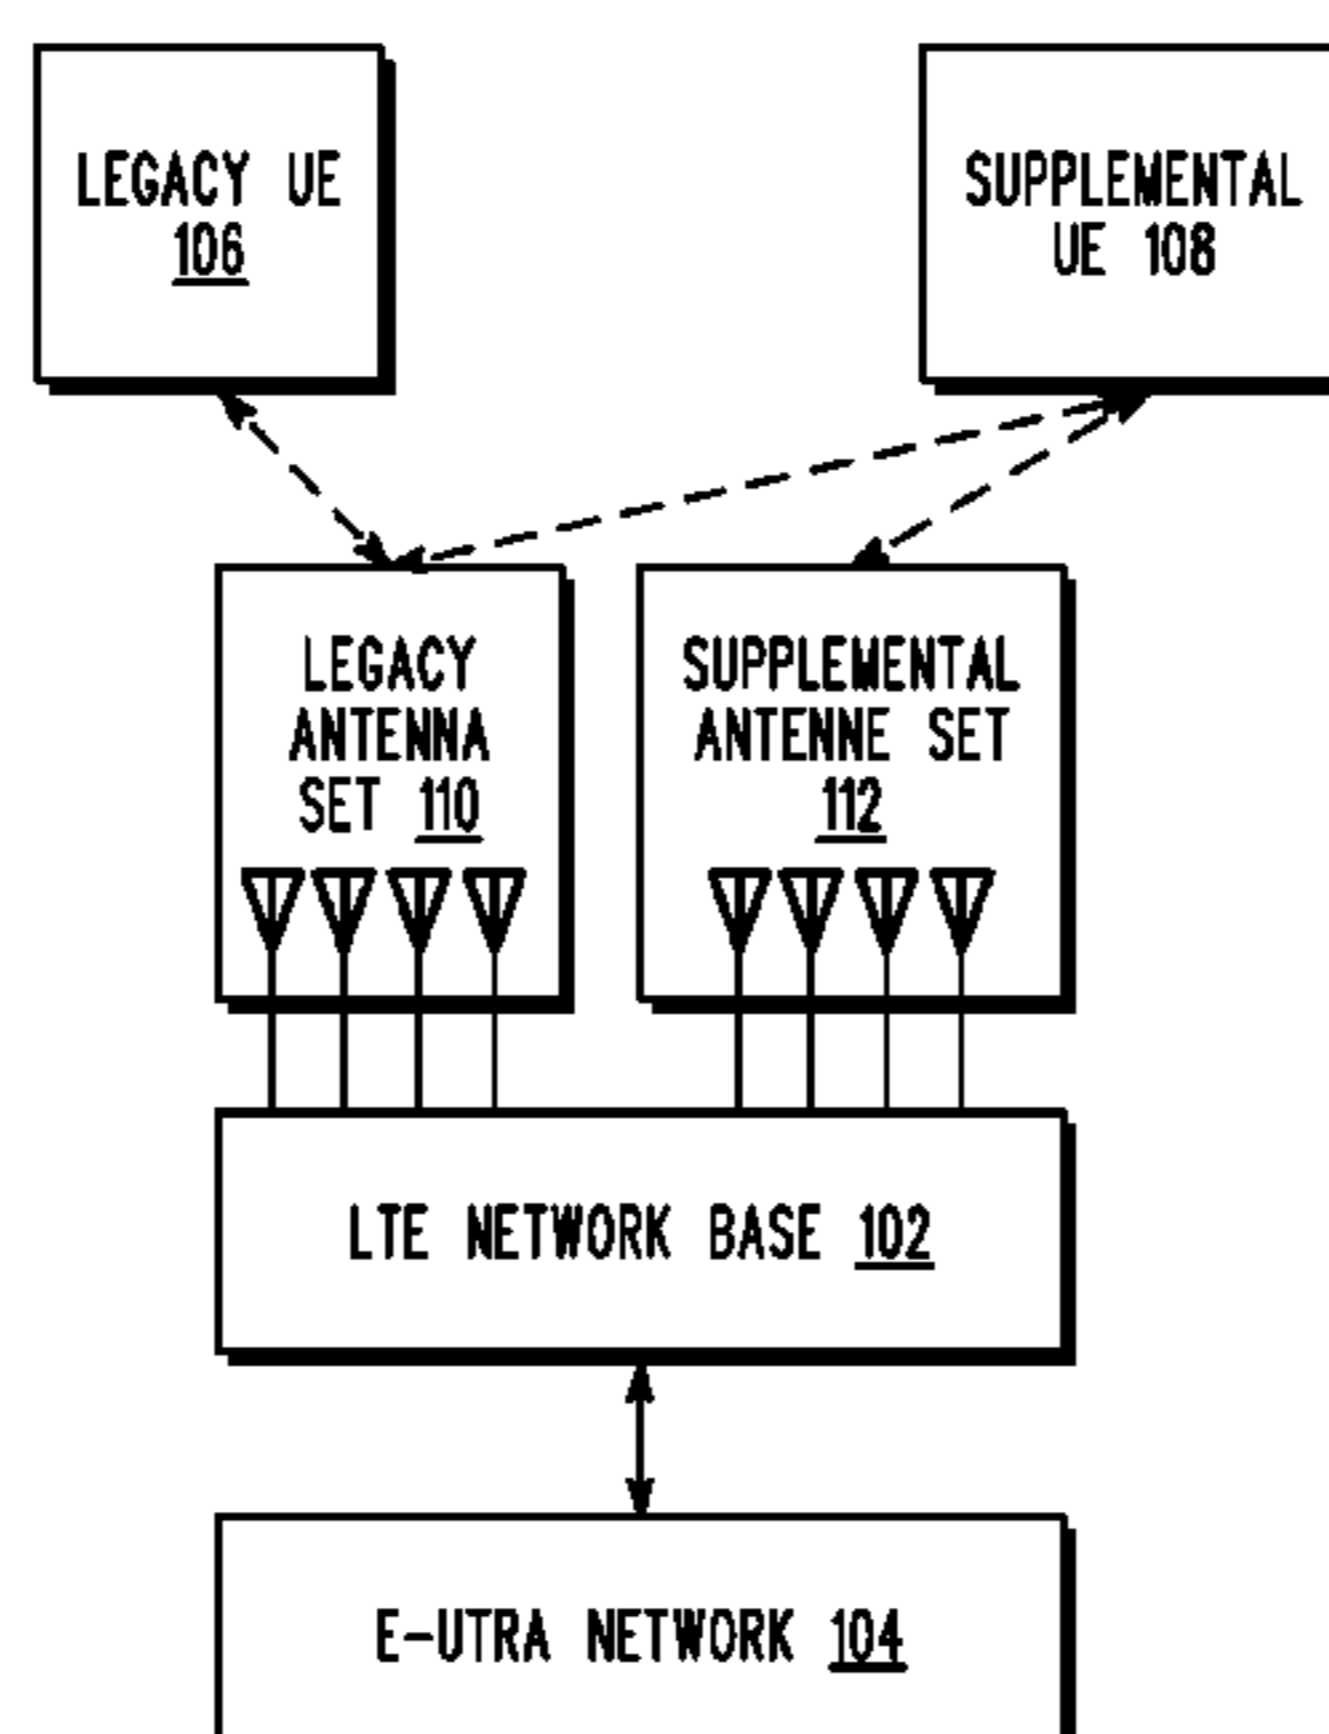 LEGACY UE
106
SUPPLEMENTAL
UE 108
LEGACY
ANTENNA
SET 110
SUPPLEMENTAL
ANTENNE SET
112
LTE NETWORK BASE 102
E-UTRA NETWORK 104